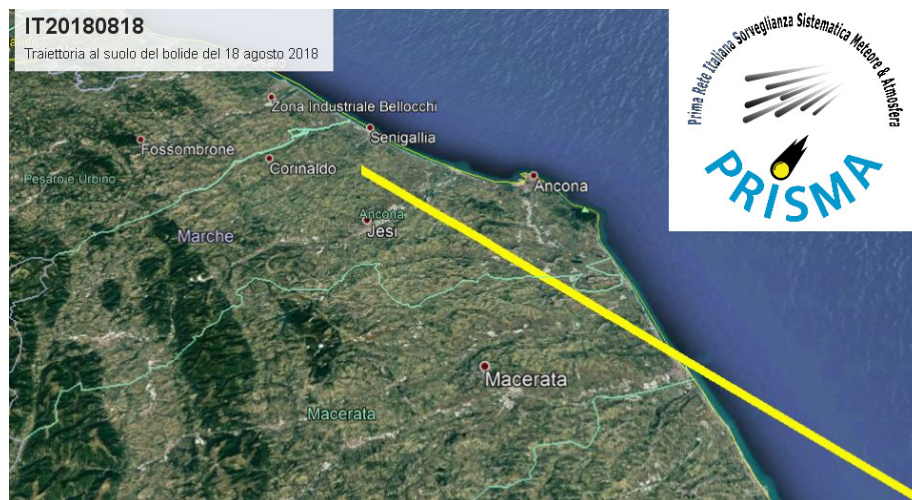 IT20180818
Traiettoria al suolo del bolide del 18 agosto 2018
Prima Rete Italiana Sorveglianza Sistematica Meteore & Atmosfera
PRISMA
Zona Industriale Bellocchi
Senigallia
Fossombrone
Corinaldo
Pesaro e Urbino
Ancona
Ancona
Jesi
Marche
Macerata
Macerata